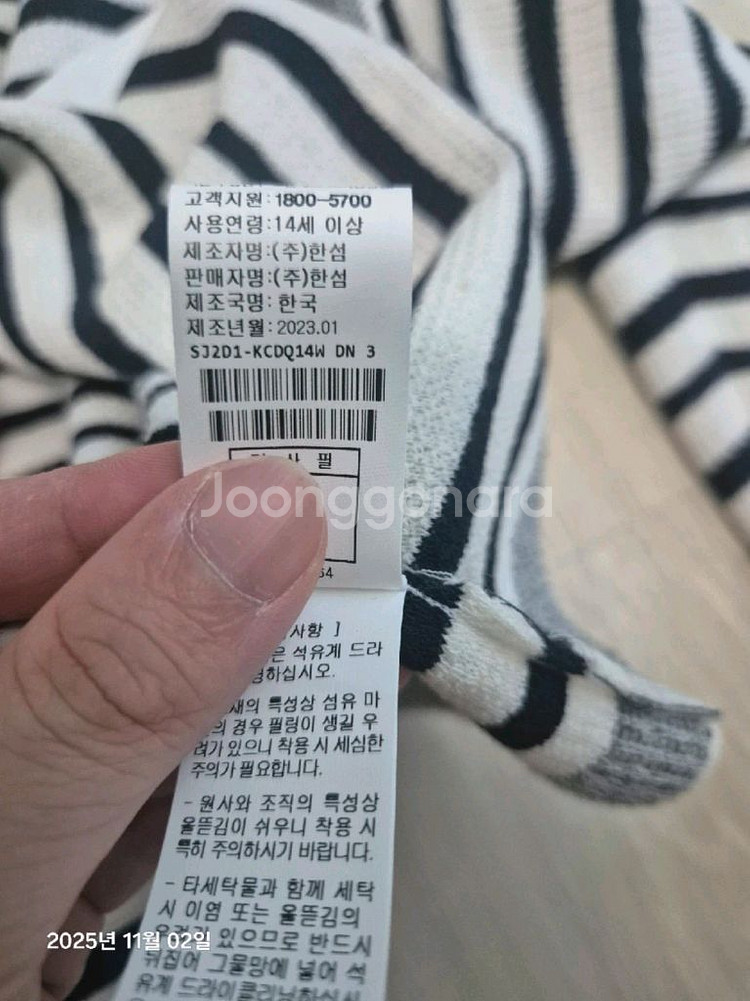 고객지원:1800-5700
사용연령:14세 이상
제조자명:(주)한섬
판매자명:(주)한섬
제조국명: 한국
제조년월: 2023.01
SJ2D1-KCDQ14W DN 3
필
Joonggonara
54
사항 ]
은 석유계 드라
하십시오.
재의 특성상 섬유 마
의 경우 필링이 생길 우
려가 있으니 착용 시 세심한
주의가 필요합니다.
- 원사와 조직의 특성상
올뜯김이 쉬우니 착용 시
특히 주의하시기 바랍니다.
- 타세탁물과 함께 세탁
시 이염 또는 올뜯김의
있으므로 반드시
뒤집어 그물망에 넣어 석
유계 드라이클리닝하십시
2025년 11월 02일